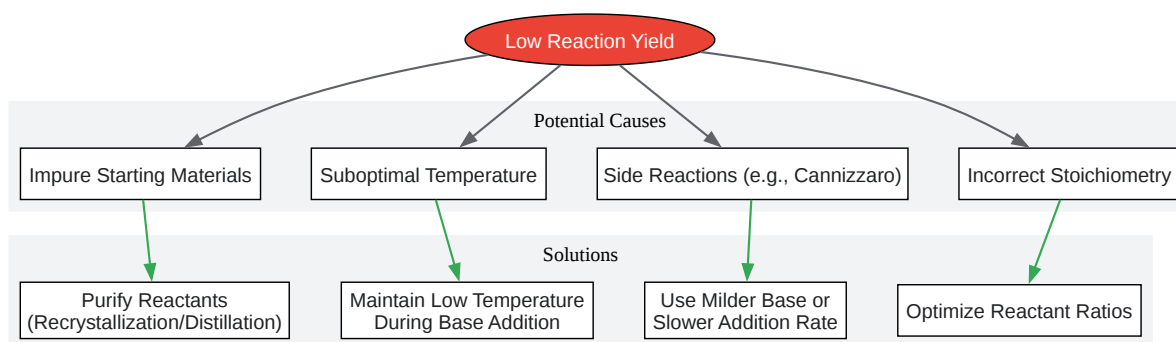 Low Reaction Yield
Potential Causes
Impure Starting Materials
Suboptimal Temperature
Side Reactions (e.g., Cannizzaro)
Incorrect Stoichiometry
Solutions
Purify Reactants
(Recrystallization/Distillation)
Maintain Low Temperature
During Base Addition
Use Milder Base or
Slower Addition Rate
Optimize Reactant Ratios